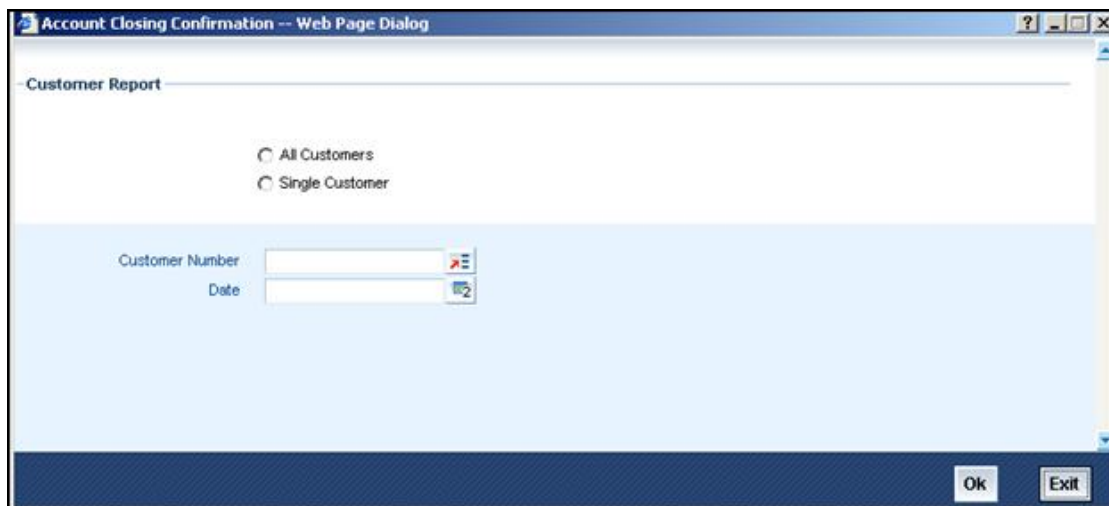 Account Closing Confirmation -- Web Page Dialog
Customer Report
All Customers
Single Customer
Customer Number
Date
Ok
Exit